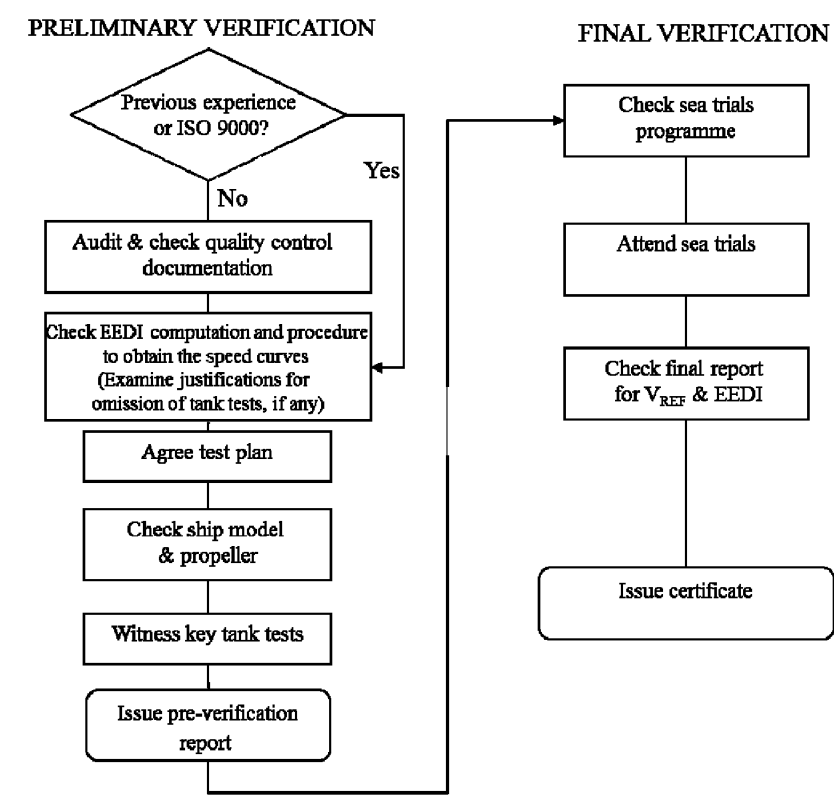 PRELIMINARY VERIFICATION
Previous experience
or ISO 9000?
Yes
No
Audit & check quality control
documentation
Check EEDI computation and procedure
to obtain the speed curves
(Examine justifications for
omission of tank tests, if any)
Agree test plan
Check ship model
& propeller
Witness key tank tests
Issue pre-verification
report
FINAL VERIFICATION
Check sea trials
programme
Attend sea trials
Check final report
for VREF & EEDI
Issue certificate